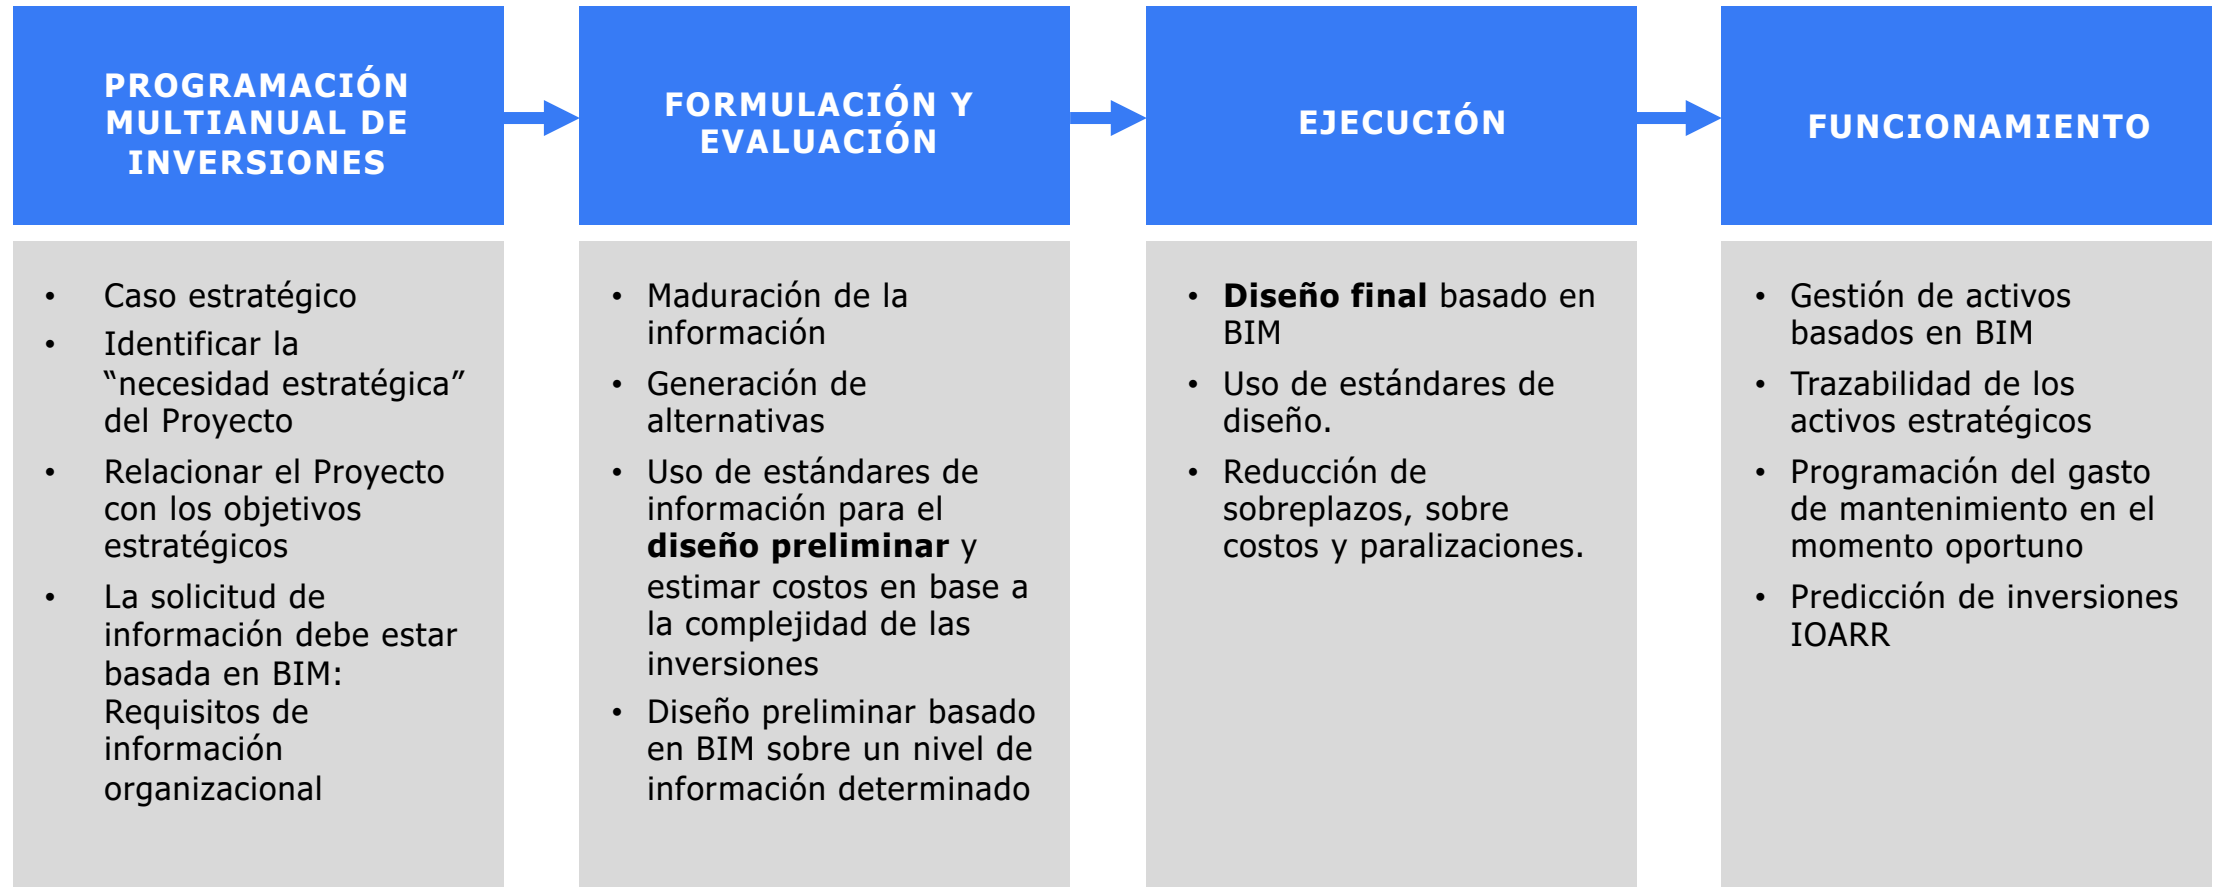 PROGRAMACIÓN
MULTIANUAL DE
INVERSIONES
• Caso estratégico
• Identificar la
“necesidad estratégica”
del Proyecto
• Relacionar el Proyecto
con los objetivos
estratégicos
• La solicitud de
información debe estar
basada en BIM:
Requisitos de
información
organizacional
FORMULACIÓN Y
EVALUACIÓN
• Maduración de la
información
• Generación de
alternativas
• Uso de estándares de
información para el
diseño preliminar y
estimar costos en base a
la complejidad de las
inversiones
• Diseño preliminar basado
en BIM sobre un nivel de
información determinado
EJECUCIÓN
• Diseño final basado en
BIM
• Uso de estándares de
diseño.
• Reducción de
sobreplazos, sobre
costos y paralizaciones.
FUNCIONAMIENTO
• Gestión de activos
basados en BIM
• Trazabilidad de los
activos estratégicos
• Programación del gasto
de mantenimiento en el
momento oportuno
• Predicción de inversiones
IOARR